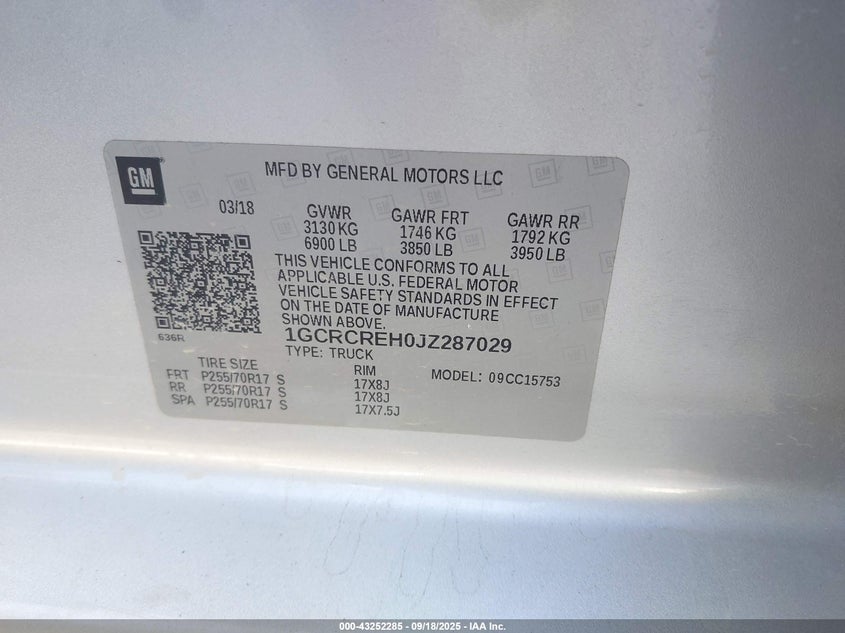 GM
MFD BY GENERAL MOTORS LLC
03/18
GVWR GAWR FRT GAWR RR
3130 KG 1746 KG 1792 KG
6900 LB 3850 LB 3950 LB
THIS VEHICLE CONFORMS TO ALL
APPLICABLE U.S. FEDERAL MOTOR
VEHICLE SAFETY STANDARDS IN EFFECT
ON THE DATE OF MANUFACTURE
SHOWN ABOVE.
636R
1GCRCREH0JZ287029
TYPE: TRUCK
TIRE SIZE RIM MODEL: 09CC15753
FRT P255/70R17 S 17X8J
RR P255/70R17 S 17X8J
SPA P255/70R17 S 17X7.5J
000-43252285 - 09/18/2025 - IAA Inc.